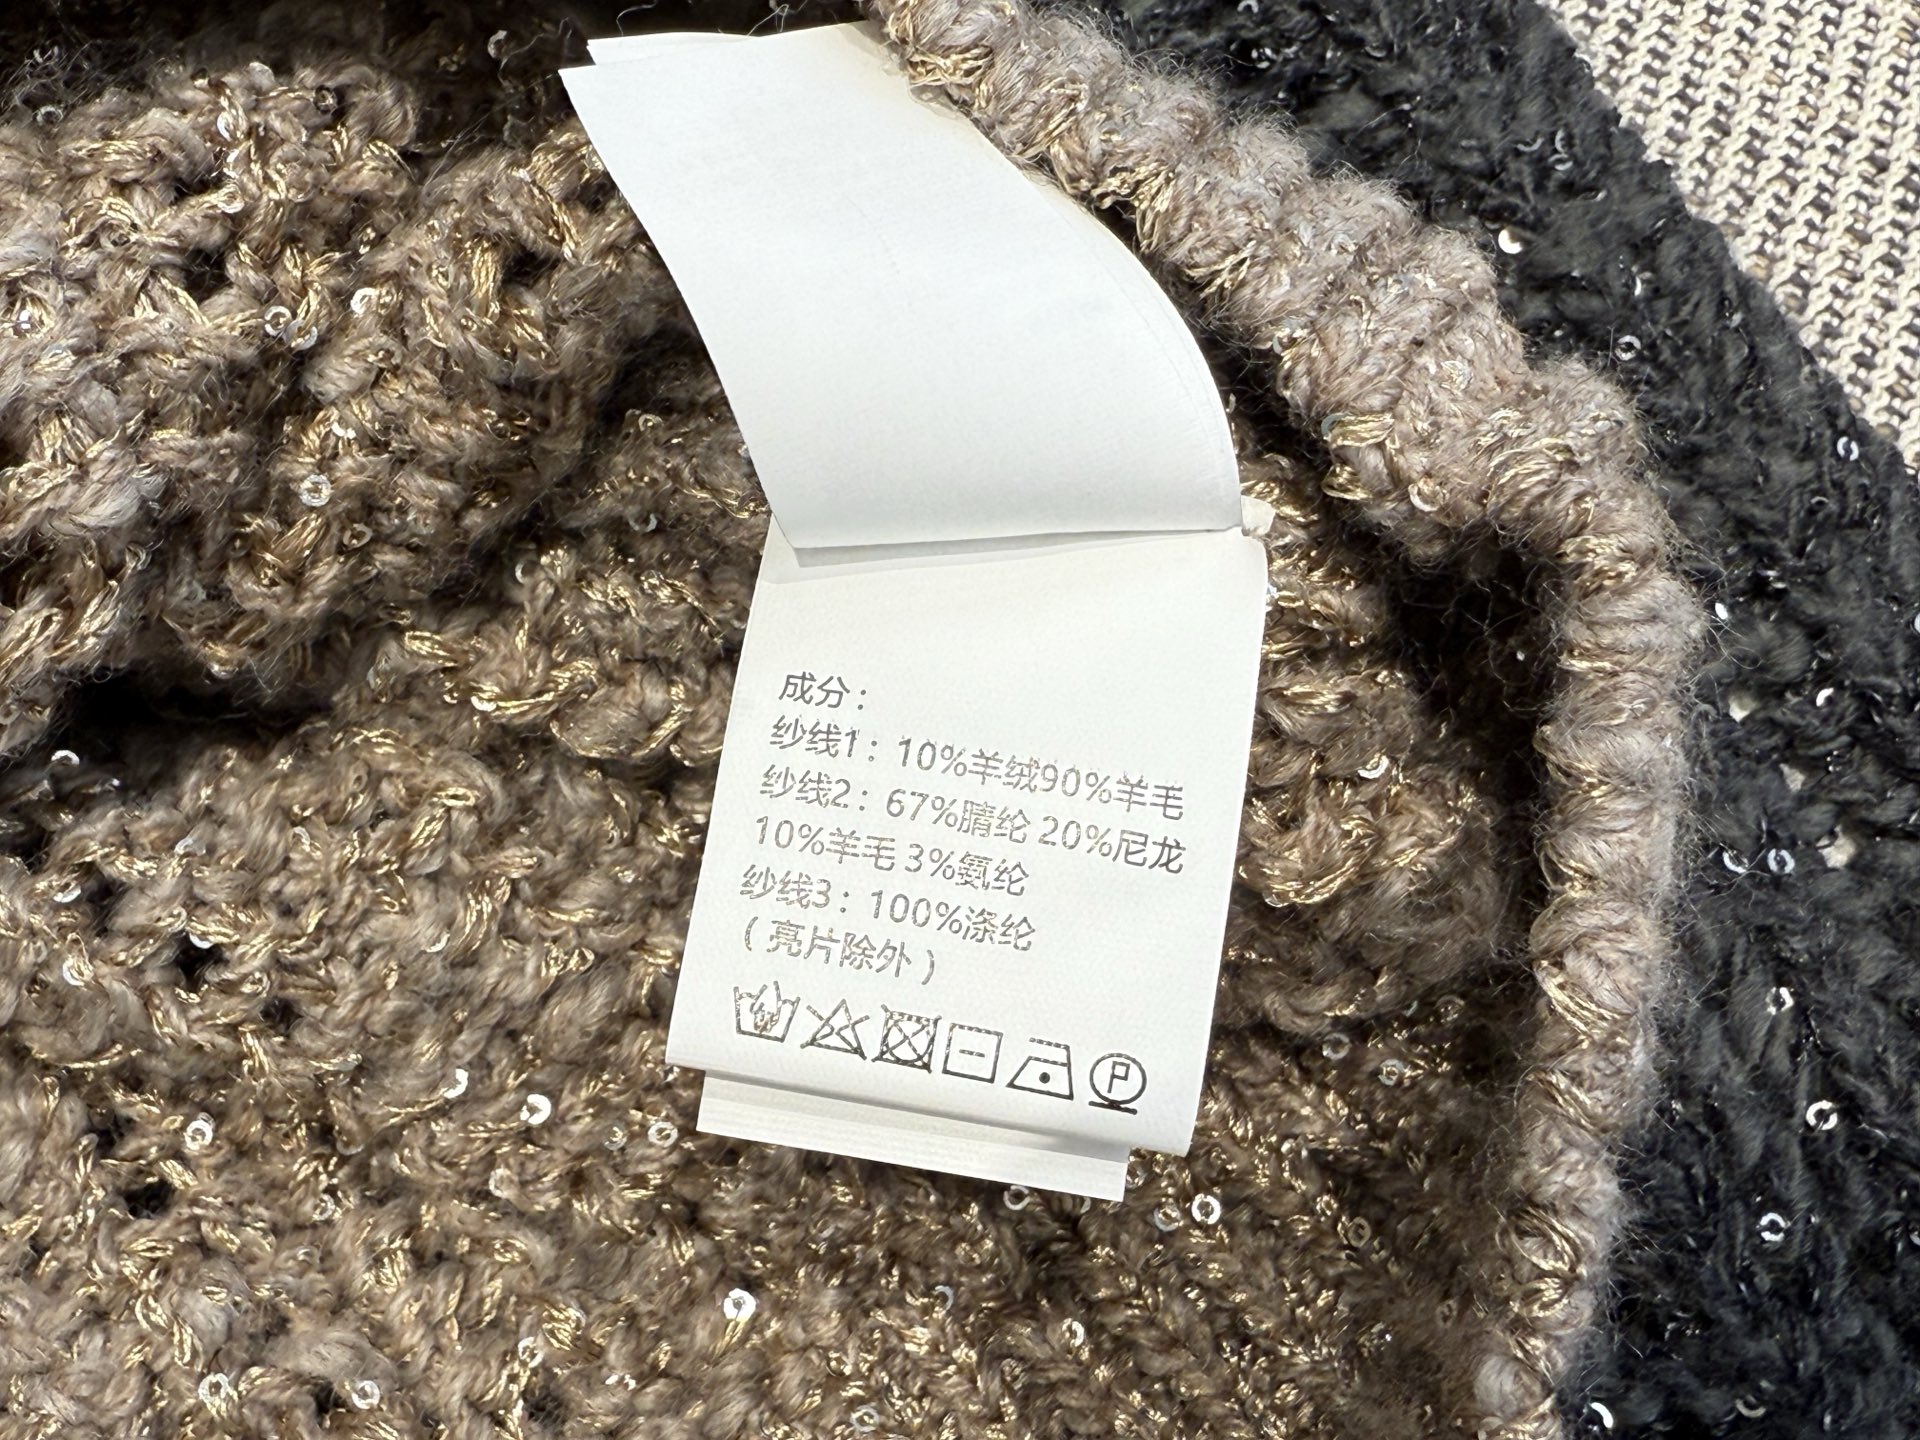 成分：
纱线1：10%羊绒90%羊毛
纱线2：67%腈纶 20%尼龙
10%羊毛 3%氨纶
纱线3：100%涤纶
（亮片除外）
P